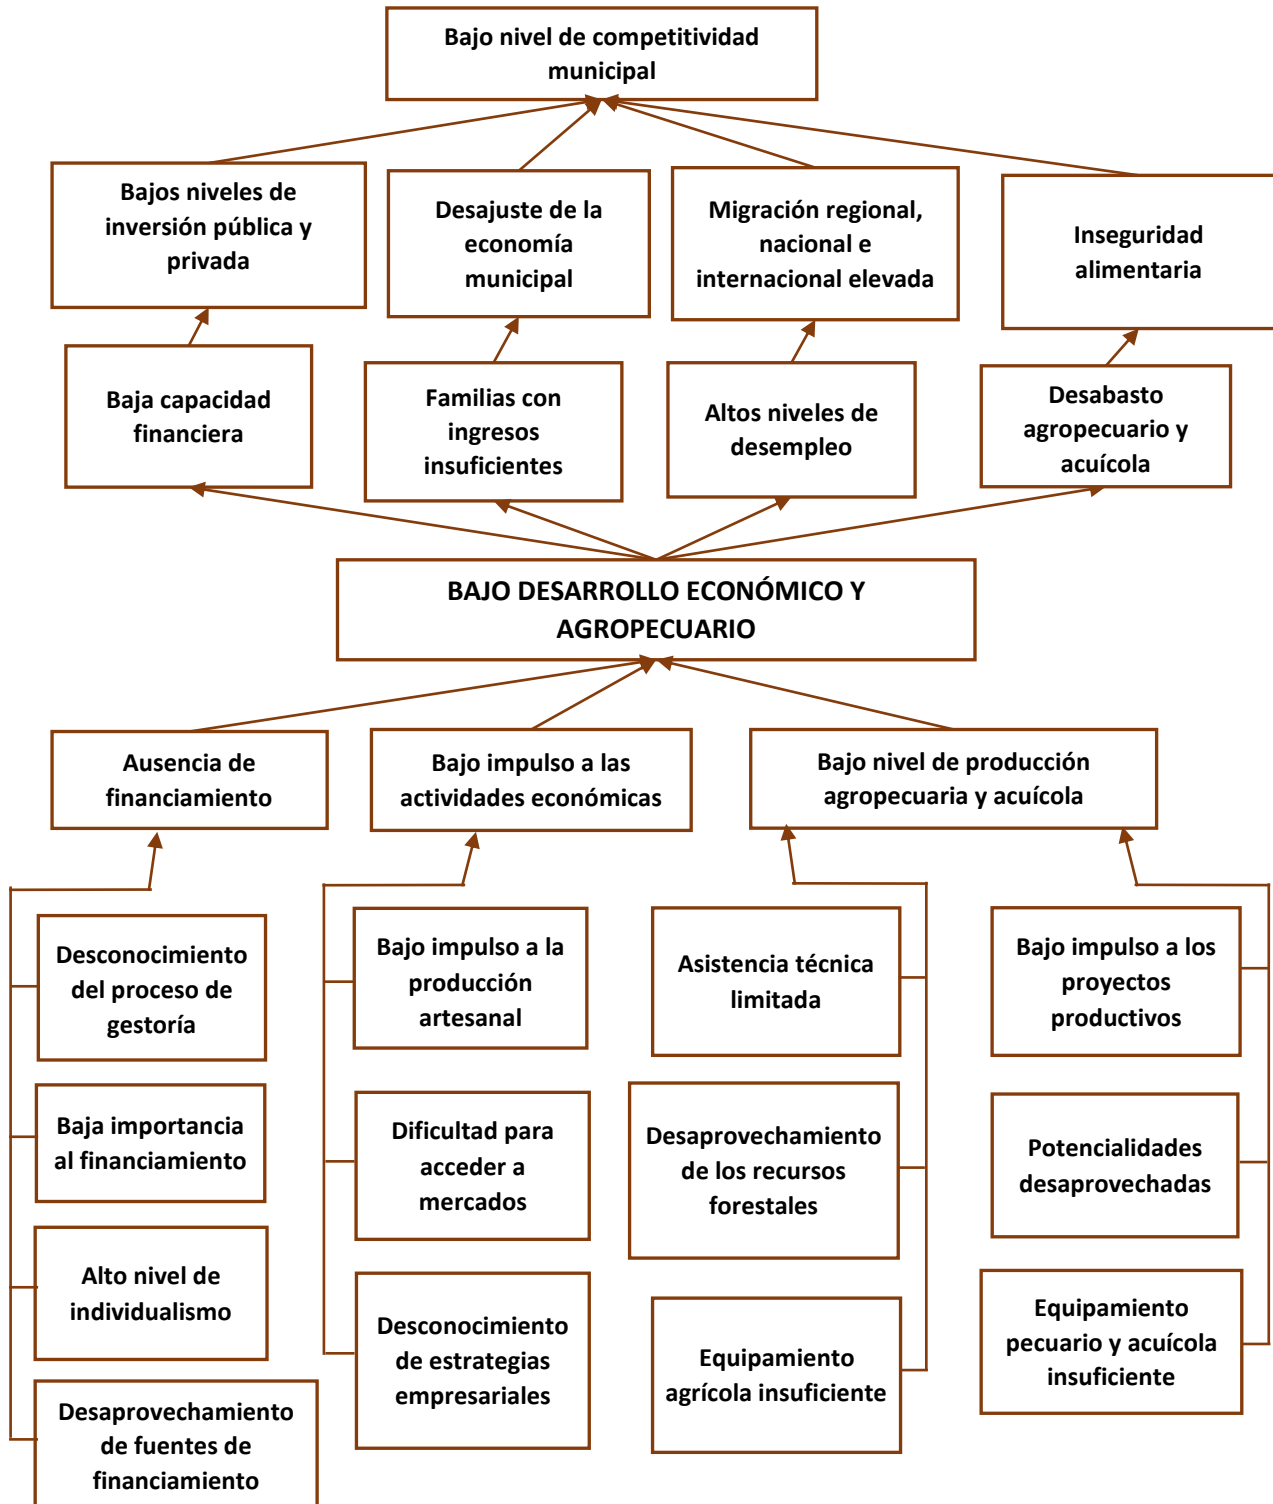 Bajo nivel de competitividad
municipal
Bajos niveles de
inversión pública y
privada
Desajuste de la
economía
municipal
Migración regional,
nacional e
internacional elevada
Inseguridad
alimentaria
Baja capacidad
financiera
Familias con
ingresos
insuficientes
Altos niveles de
desempleo
Desabasto
agropecuario y
acuícola
BAJO DESARROLLO ECONÓMICO Y
AGROPECUARIO
Ausencia de
financiamiento
Bajo impulso a las
actividades económicas
Bajo nivel de producción
agropecuaria y acuícola
Desconocimiento
del proceso de
gestoría
Baja importancia
al financiamiento
Alto nivel de
individualismo
Desaprovechamiento
de fuentes de
financiamiento
Bajo impulso a la
producción
artesanal
Dificultad para
acceder a
mercados
Desconocimiento
de estrategias
empresariales
Asistencia técnica
limitada
Desaprovechamiento
de los recursos
forestales
Equipamiento
agrícola insuficiente
Bajo impulso a los
proyectos
productivos
Potencialidades
desaprovechadas
Equipamiento
pecuario y acuícola
insuficiente